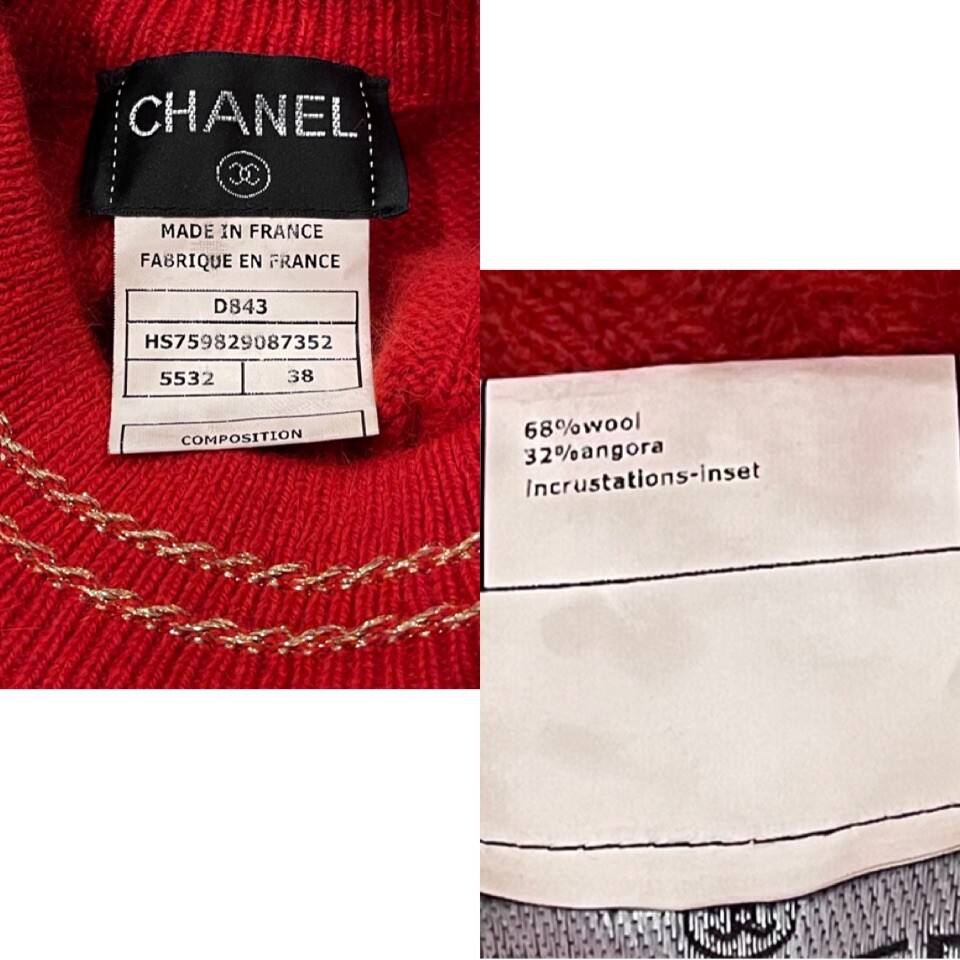 CHANEL
MADE IN FRANCE
FABRIQUE EN FRANCE
D843
HS759829087352
5532 38
COMPOSITION
68%wool
32%angora
incrustations-inset